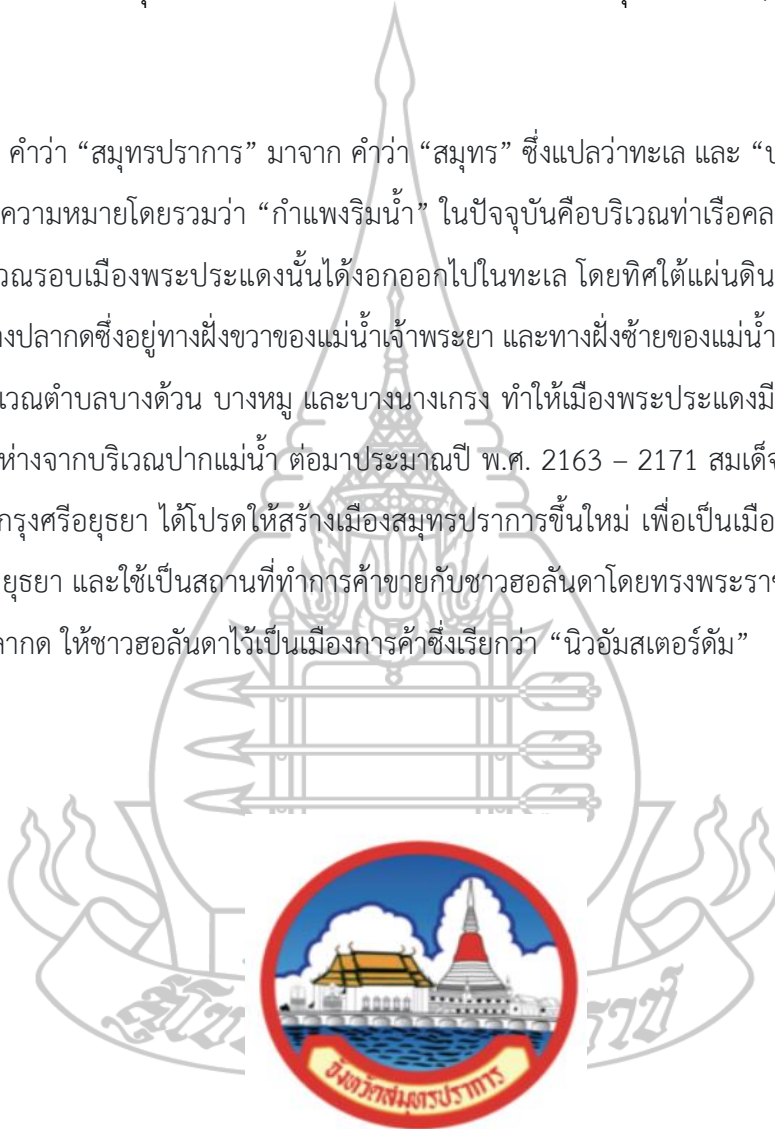 คำว่า “สมุทรปราการ” มาจาก คำว่า “สมุทร” ซึ่งแปลว่าทะเล และ
ความหมายโดยรวมว่า “กำแพงริมน้ำ” ในปัจจุบันคือบริเวณท่าเรือคล
วณรอบเมืองพระประแดงนั้นได้งอกออกไปในทะเล โดยทิศใต้แผ่นดิน
งปลากดซึ่งอยู่ทางฝั่งขวาของแม่น้ำเจ้าพระยา และทางฝั่งซ้ายของแม่น้ำ
เวณตำบลบางด้วน บางหมู และบางนางเกรง ทำให้เมืองพระประแดงมี
ห่างจากบริเวณปากแม่น้ำ ต่อมาประมาณปี พ.ศ. 2163 – 2171 สมเด็จ
กรุงศรีอยุธยา ได้โปรดให้สร้างเมืองสมุทรปราการขึ้นใหม่ เพื่อเป็นเมือ
ยุธยา และใช้เป็นสถานที่ทำการค้าขายกับชาวฮอลันดาโดยทรงพระราช
ลากด ให้ชาวฮอลันดาไว้เป็นเมืองการค้าซึ่งเรียกว่า “นิวอัมสเตอร์ดัม”
จังหวัดสมุทรปราการ